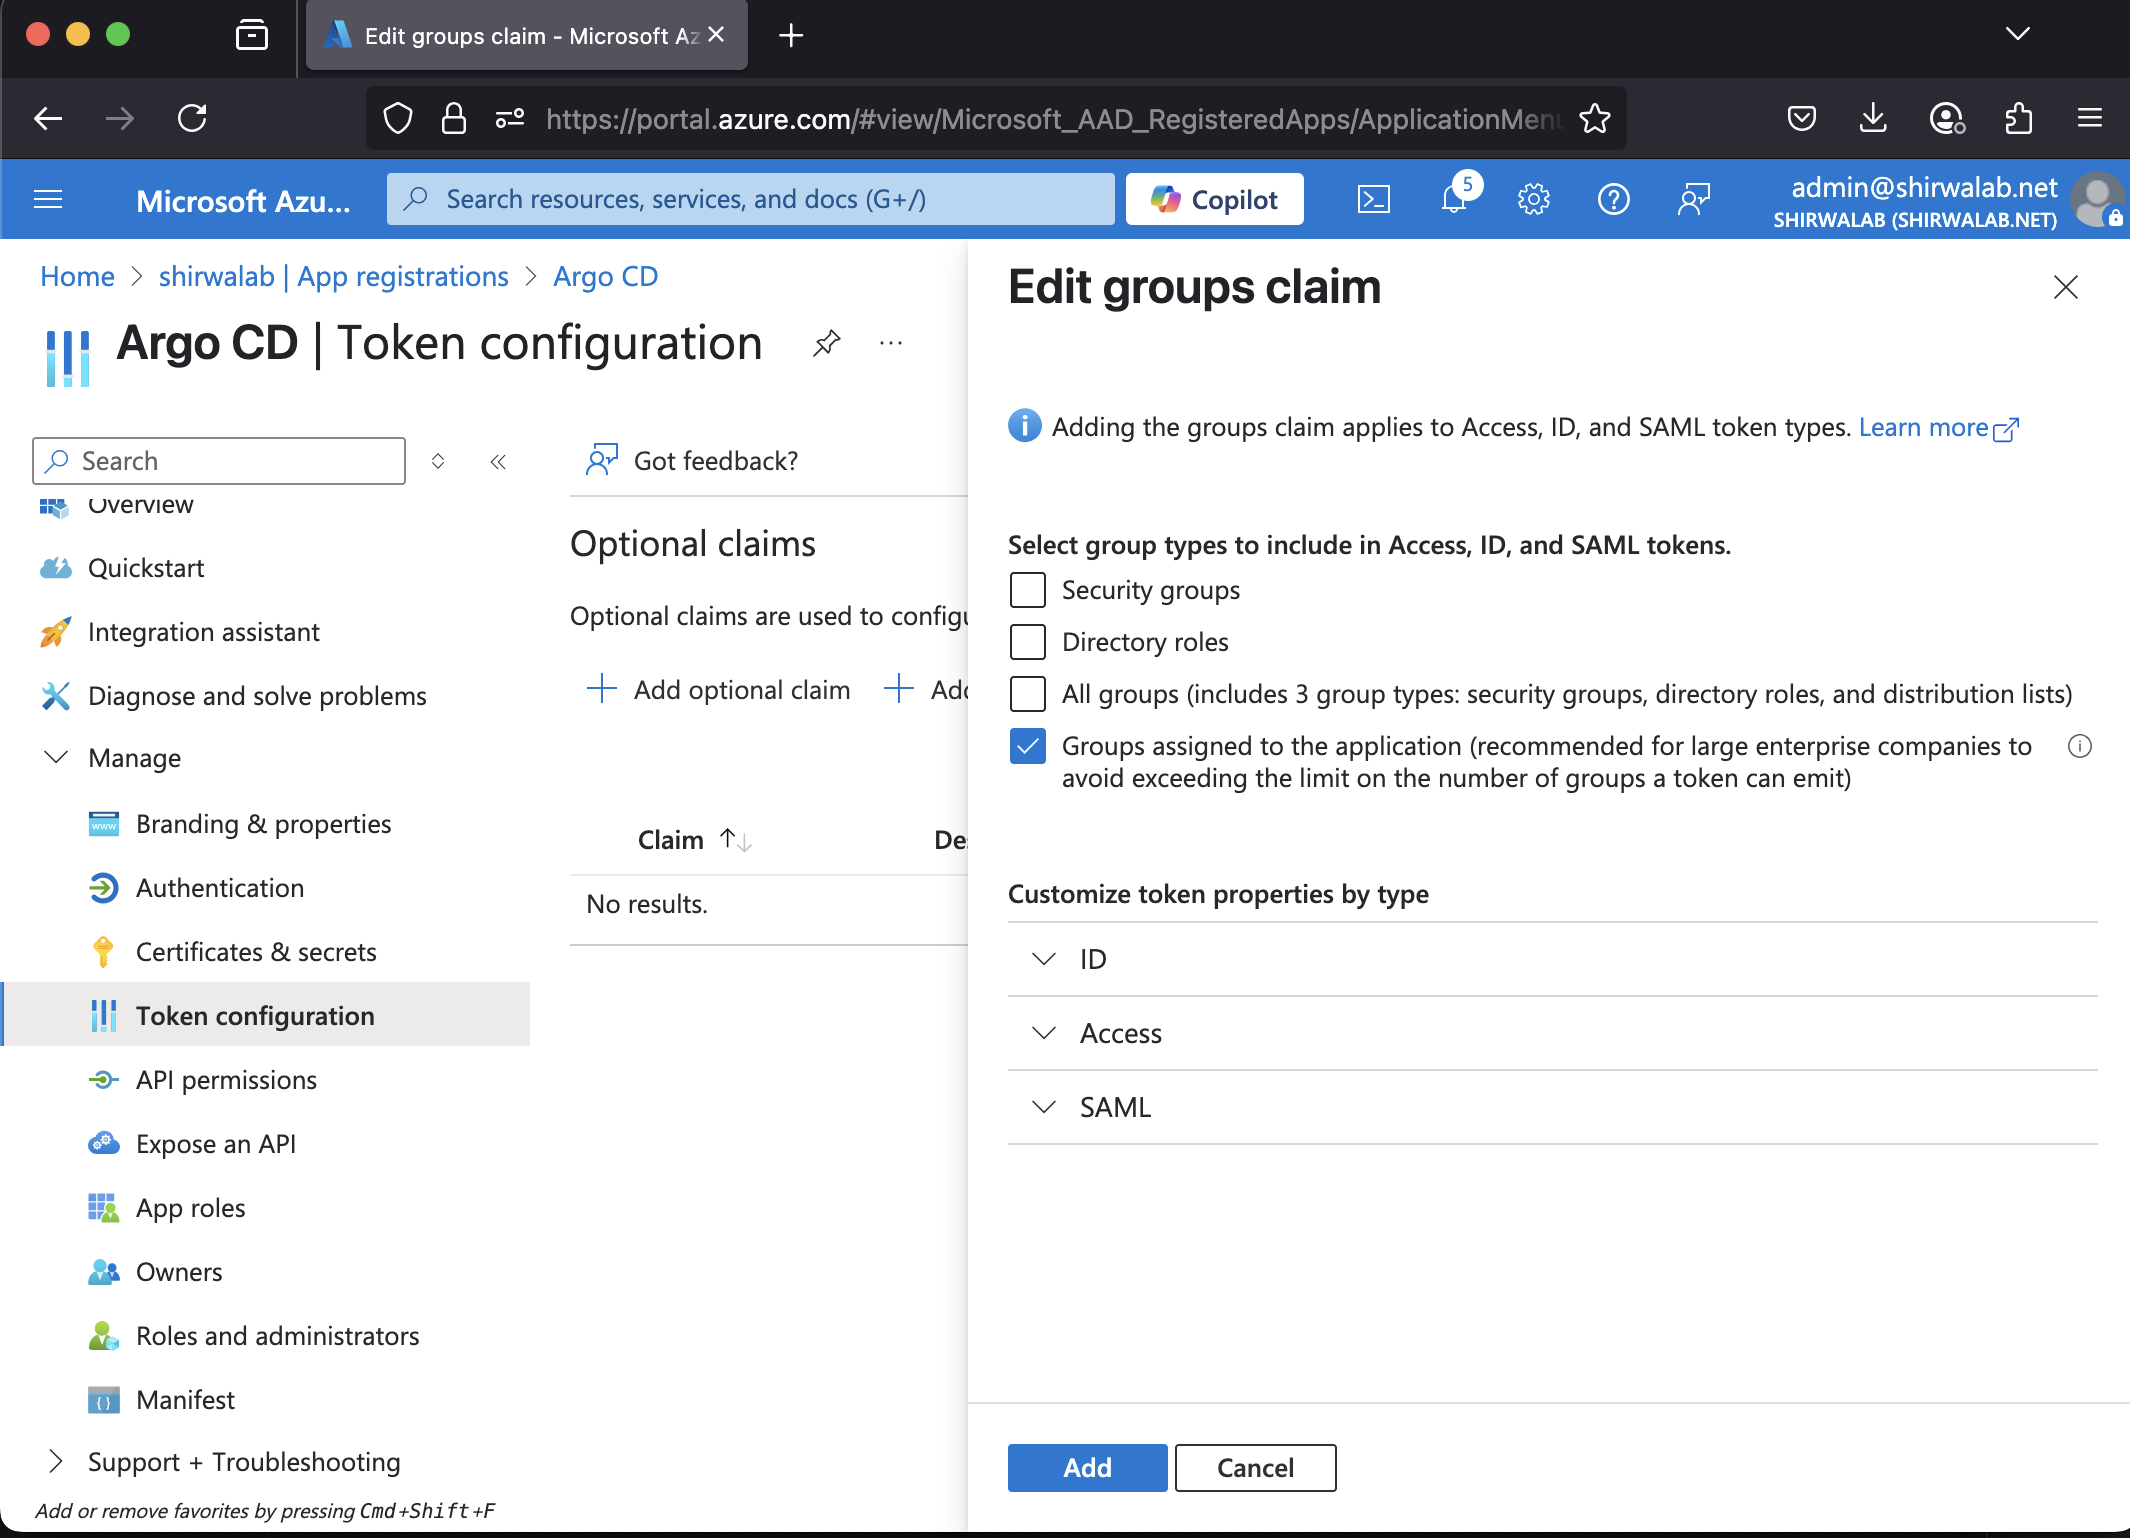 Edit groups claim - Microsoft Az
https://portal.azure.com/#view/Microsoft_AAD_RegisteredApps/ApplicationMenu
Microsoft Azu...
Search resources, services, and docs (G+/)
Copilot
5
admin@shirwalab.net
SHIRWALAB (SHIRWALAB.NET)
Home > shirwalab | App registrations > Argo CD
Argo CD | Token configuration
...
Search
Overview
Quickstart
Integration assistant
Diagnose and solve problems
Manage
Branding & properties
Authentication
Certificates & secrets
Token configuration
API permissions
Expose an API
App roles
Owners
Roles and administrators
Manifest
Support + Troubleshooting
Add or remove favorites by pressing Cmd+Shift+F
Got feedback?
Optional claims
Optional claims are used to configu
Add optional claim
Claim
No results.
Edit groups claim
Adding the groups claim applies to Access, ID, and SAML token types. Learn more
Select group types to include in Access, ID, and SAML tokens.
Security groups
Directory roles
All groups (includes 3 group types: security groups, directory roles, and distribution lists)
Groups assigned to the application (recommended for large enterprise companies to
avoid exceeding the limit on the number of groups a token can emit)
Customize token properties by type
ID
Access
SAML
Add
Cancel